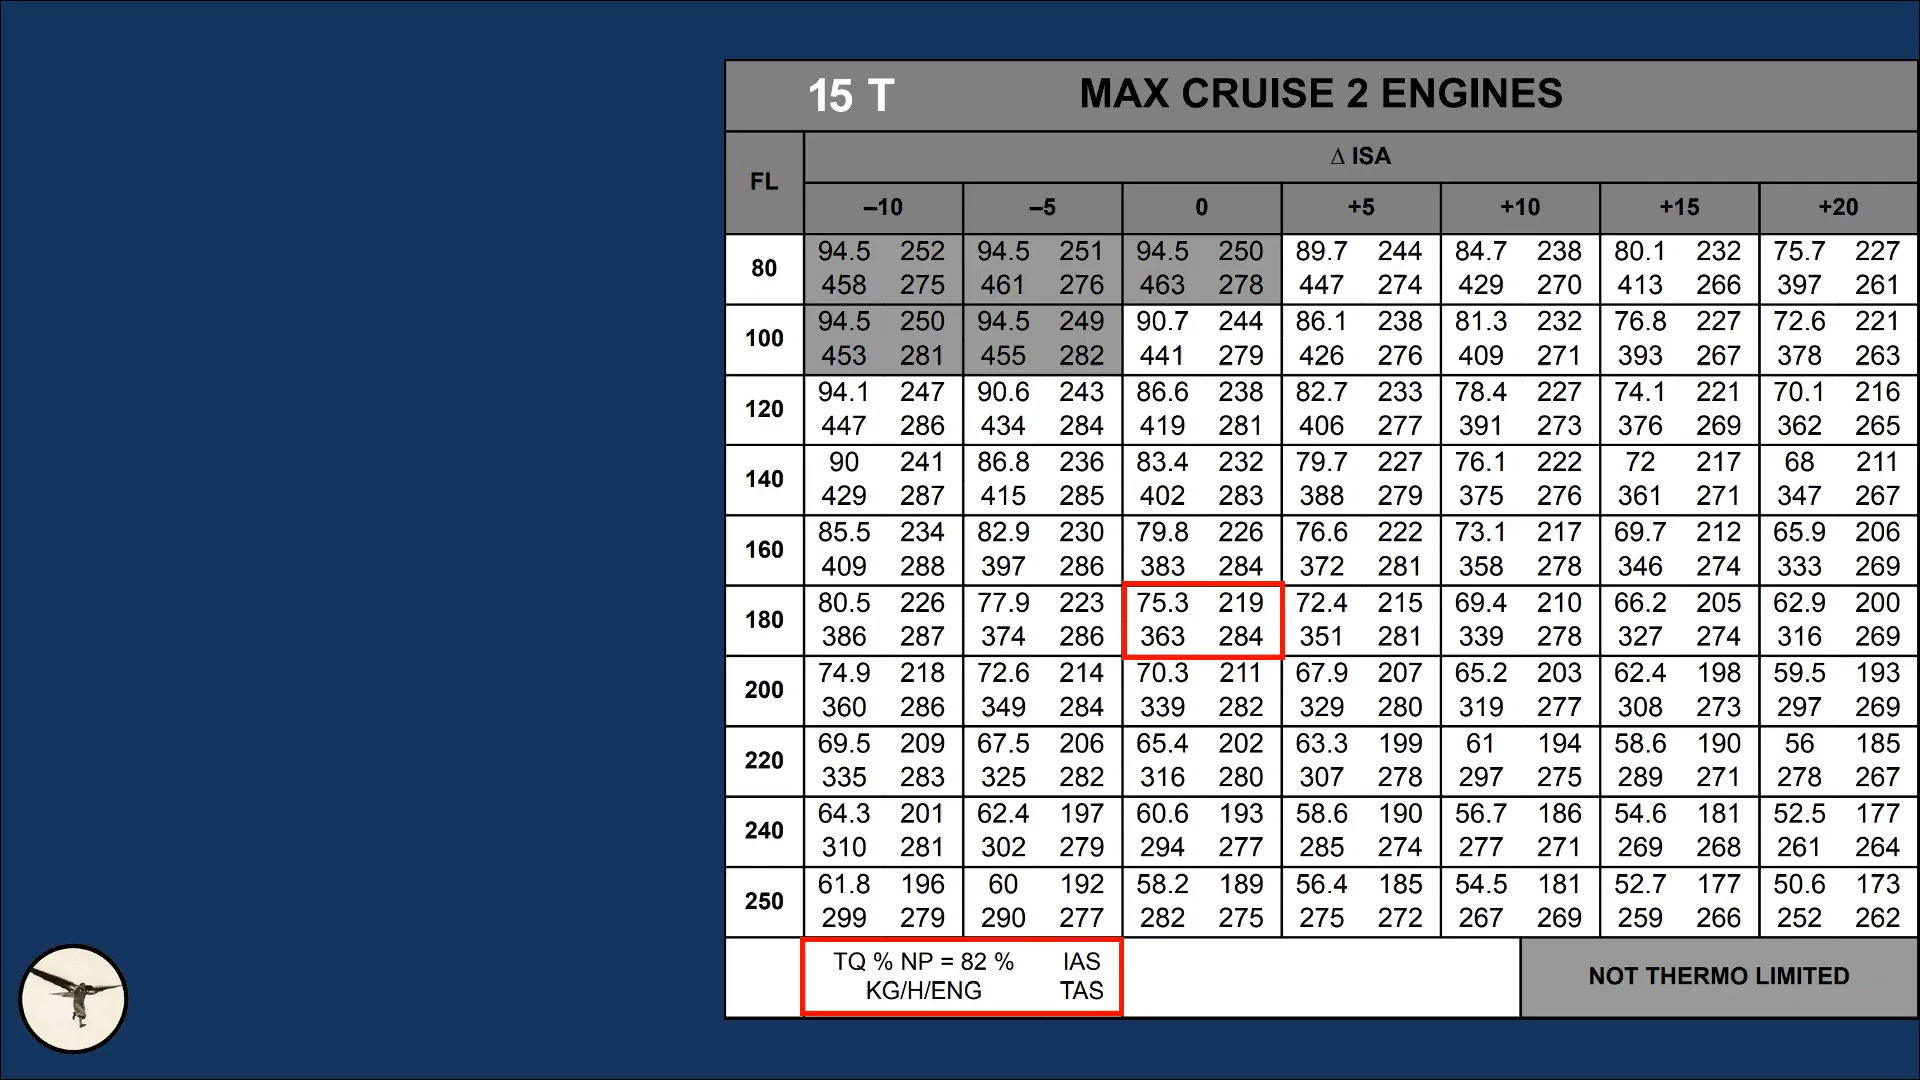 15 T MAX CRUISE 2 ENGINES
FL Δ ISA
–10 –5 0 +5 +10 +15 +20
80 94.5 252 94.5 251 94.5 250 89.7 244 84.7 238 80.1 232 75.7 227
458 275 461 276 463 278 447 274 429 270 413 266 397 261
100 94.5 250 94.5 249 90.7 244 86.1 238 81.3 232 76.8 227 72.6 221
453 281 455 282 441 279 426 276 409 271 393 267 378 263
120 94.1 247 90.6 243 86.6 238 82.7 233 78.4 227 74.1 221 70.1 216
447 286 434 284 419 281 406 277 391 273 376 269 362 265
140 90 241 86.8 236 83.4 232 79.7 227 76.1 222 72 217 68 211
429 287 415 285 402 283 388 279 375 276 361 271 347 267
160 85.5 234 82.9 230 79.8 226 76.6 222 73.1 217 69.7 212 65.9 206
409 288 397 286 383 284 372 281 358 278 346 274 333 269
180 80.5 226 77.9 223 75.3 219 72.4 215 69.4 210 66.2 205 62.9 200
386 287 374 286 363 284 351 281 339 278 327 274 316 269
200 74.9 218 72.6 214 70.3 211 67.9 207 65.2 203 62.4 198 59.5 193
360 286 349 284 339 282 329 280 319 277 308 273 297 269
220 69.5 209 67.5 206 65.4 202 63.3 199 61 194 58.6 190 56 185
335 283 325 282 316 280 307 278 297 275 289 271 278 267
240 64.3 201 62.4 197 60.6 193 58.6 190 56.7 186 54.6 181 52.5 177
310 281 302 279 294 277 285 274 277 271 269 268 261 264
250 61.8 196 60 192 58.2 189 56.4 185 54.5 181 52.7 177 50.6 173
299 279 290 277 282 275 275 272 267 269 259 266 252 262
TQ % NP = 82 % IAS
KG/H/ENG TAS
NOT THERMO LIMITED